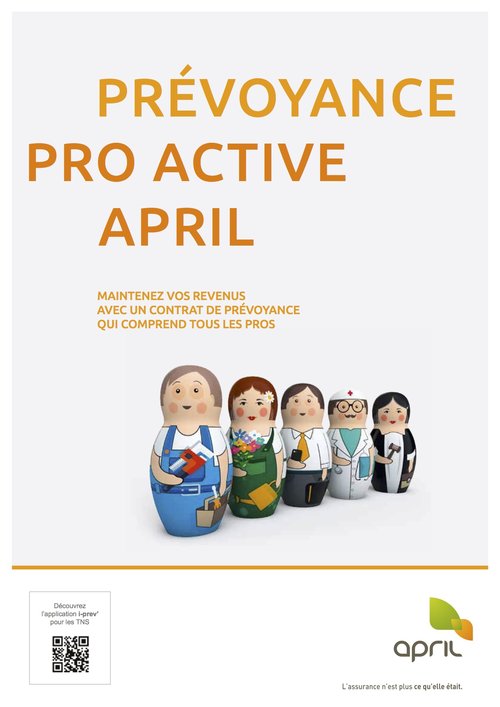 PRÉVOYANCE
PRO ACTIVE
APRIL
MAINTENEZ VOS REVENUS
AVEC UN CONTRAT DE PRÉVOYANCE
QUI COMPREND TOUS LES PROS
Découvrez
l'application i-prev'
pour les TNS
april
L'assurance n'est plus ce qu'elle était.